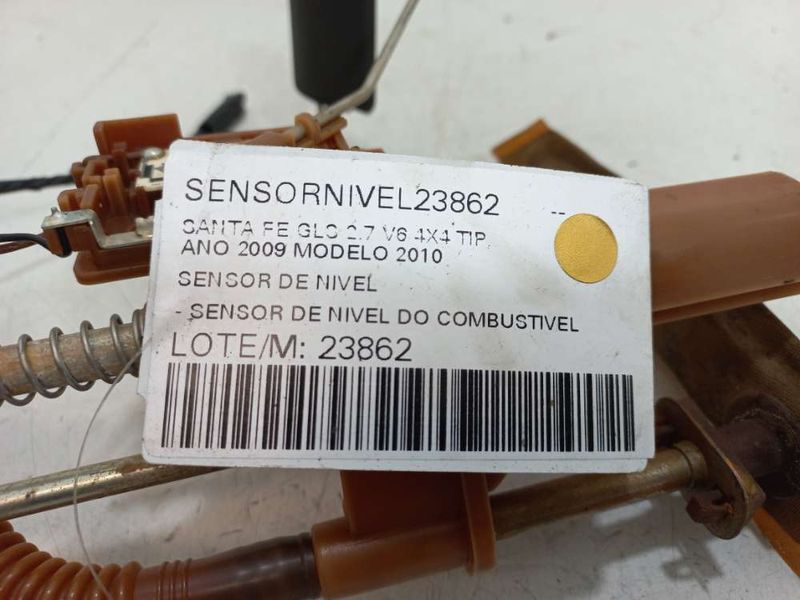 SENSORNIVEL23862 --
SANTA FE GLS 2.7 V6 4X4 TIP
ANO 2009 MODELO 2010
SENSOR DE NIVEL
- SENSOR DE NIVEL DO COMBUSTIVEL
LOTE/M: 23862